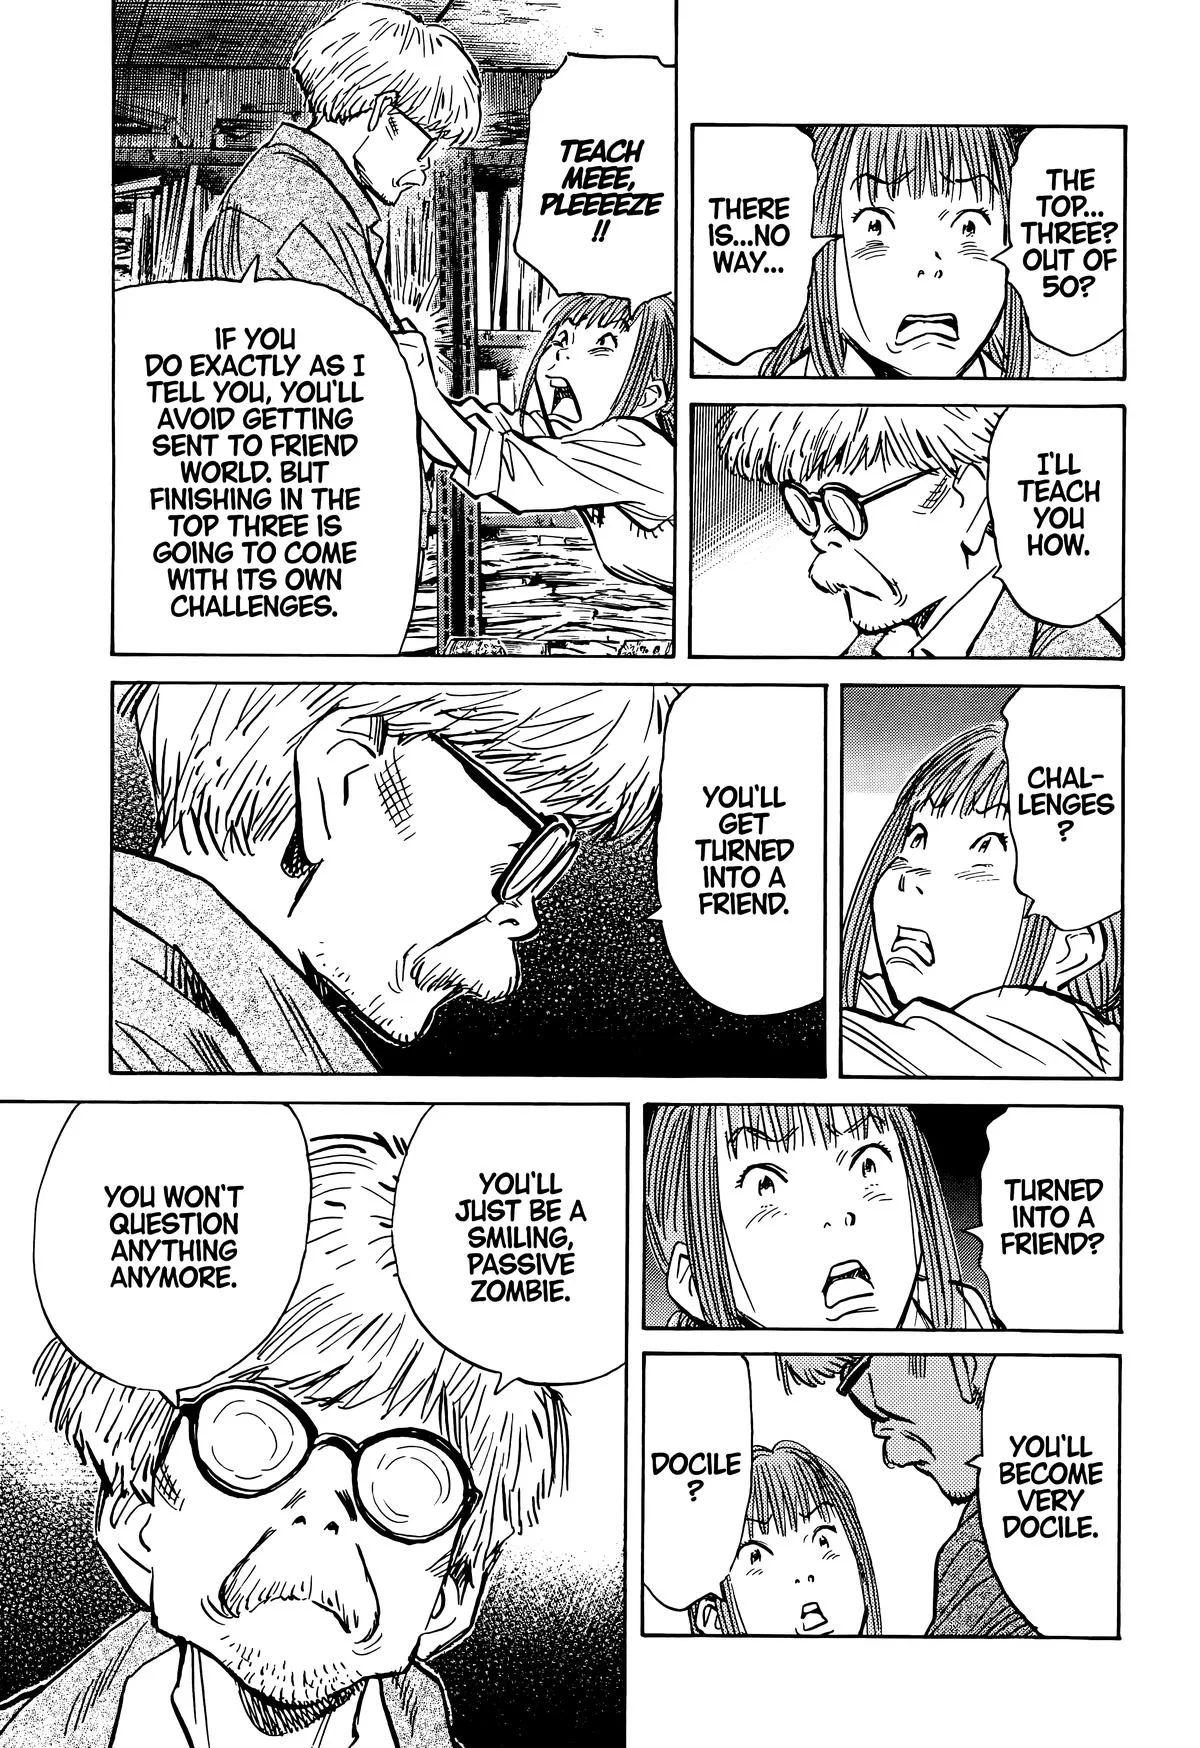 THE
TOP...
THREE?
OUT OF
50?
THERE
IS...NO
WAY...
I'LL
TEACH
YOU
HOW.
TEACH
MEEE,
PLEEEEZE
!!
IF YOU
DO EXACTLY AS I
TELL YOU, YOU'LL
AVOID GETTING
SENT TO FRIEND
WORLD. BUT
FINISHING IN THE
TOP THREE IS
GOING TO COME
WITH ITS OWN
CHALLENGES.
CHAL-
LENGES
?
YOU'LL
GET
TURNED
INTO A
FRIEND.
TURNED
INTO A
FRIEND?
YOU'LL
BECOME
VERY
DOCILE.
DOCILE
?
YOU'LL
JUST BE A
SMILING,
PASSIVE
ZOMBIE.
YOU WON'T
QUESTION
ANYTHING
ANYMORE.